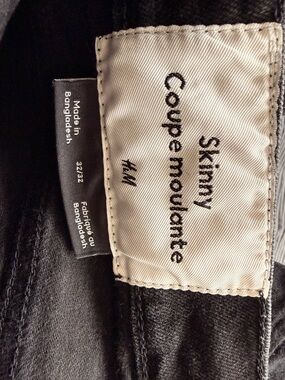 Skinny
Coupe moulante
H&M
Made in
Bangladesh
32/32
Fabriqué au
Bangladesh